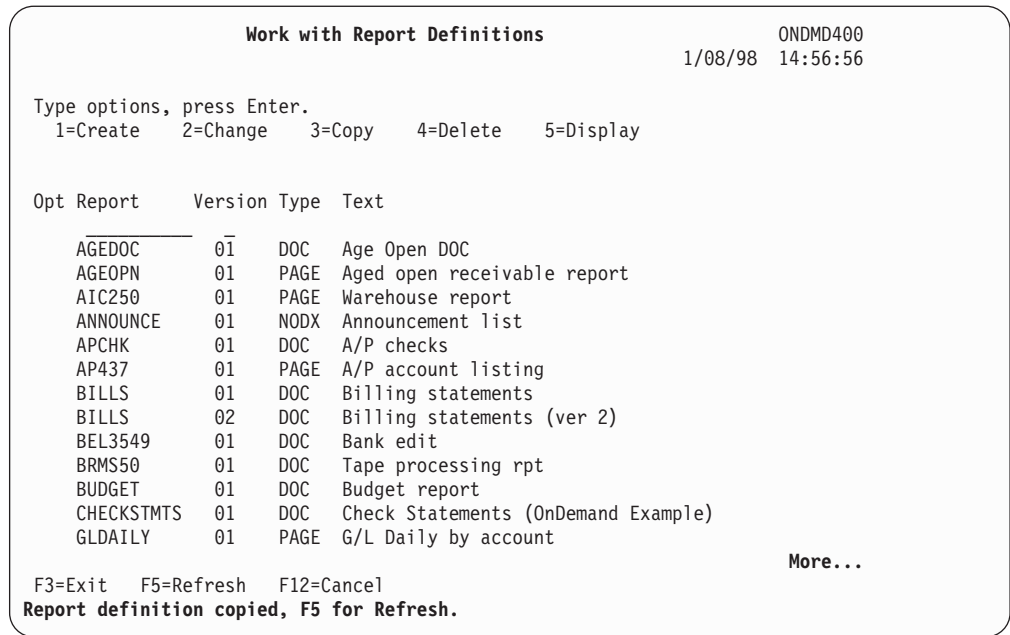 Work with Report Definitions ONDMD400
1/08/98 14:56:56
Type options, press Enter.
1=Create 2=Change 3=Copy 4=Delete 5=Display
Opt Report Version Type Text
__________ _
AGEDOC 01 DOC Age Open DOC
AGEOPN 01 PAGE Aged open receivable report
AIC250 01 PAGE Warehouse report
ANNOUNCE 01 NODX Announcement list
APCHK 01 DOC A/P checks
AP437 01 PAGE A/P account listing
BILLS 01 DOC Billing statements
BILLS 02 DOC Billing statements (ver 2)
BEL3549 01 DOC Bank edit
BRMS50 01 DOC Tape processing rpt
BUDGET 01 DOC Budget report
CHECKSTMTS 01 DOC Check Statements (OnDemand Example)
GLDAILY 01 PAGE G/L Daily by account
More...
F3=Exit F5=Refresh F12=Cancel
Report definition copied, F5 for Refresh.